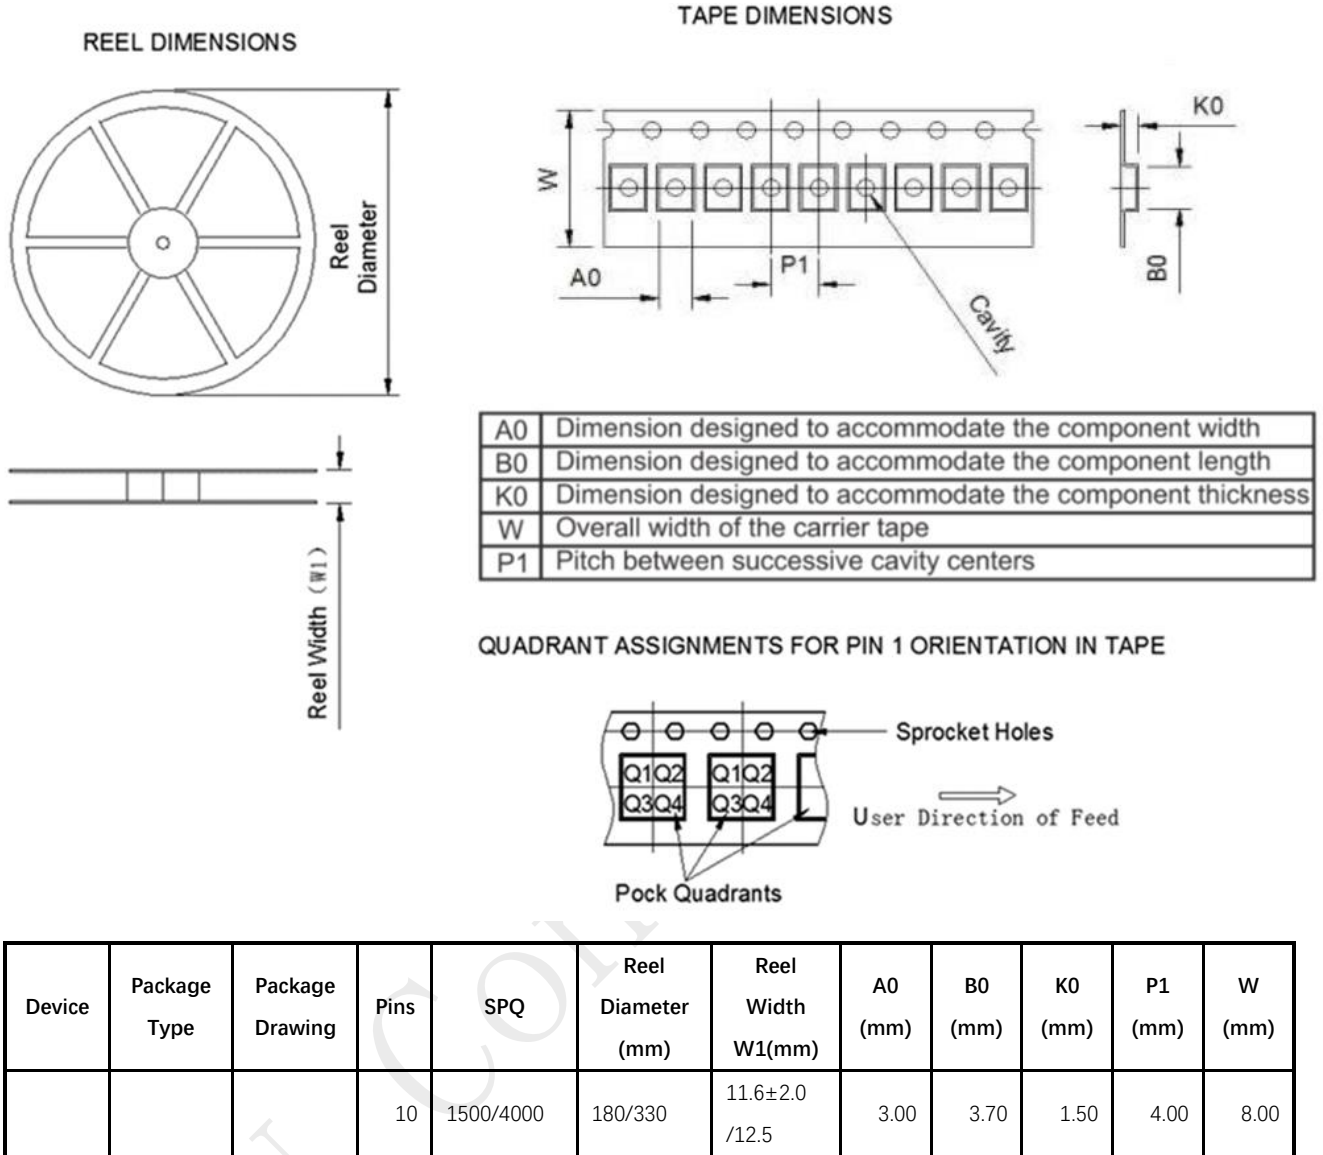 TAPE DIMENSIONS
REEL DIMENSIONS
Reel
Diameter
Reel Width (W1)
W
A0
P1
Cavity
K0
B0
A0 Dimension designed to accommodate the component width
B0 Dimension designed to accommodate the component length
K0 Dimension designed to accommodate the component thickness
W Overall width of the carrier tape
P1 Pitch between successive cavity centers
QUADRANT ASSIGNMENTS FOR PIN 1 ORIENTATION IN TAPE
Sprocket Holes
Q1 Q2 Q1 Q2
Q3 Q4 Q3 Q4
User Direction of Feed
Pock Quadrants
Device Package Type Package Drawing Pins SPQ Reel Diameter (mm) Reel Width W1(mm) A0 (mm) B0 (mm) K0 (mm) P1 (mm) W (mm)
10 1500/4000 180/330 11.6±2.0 /12.5 3.00 3.70 1.50 4.00 8.00